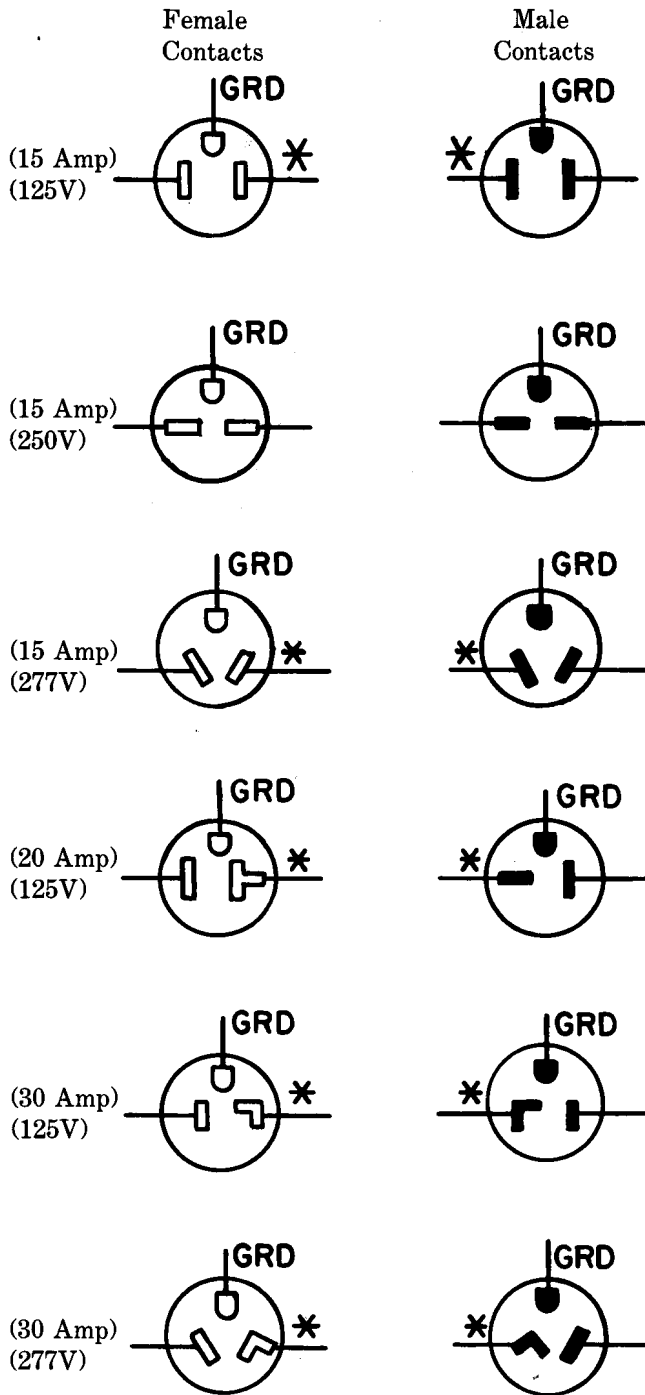 Female
Contacts
Male
Contacts
GRD
GRD
(15 Amp)
(125V)
*
*
GRD
GRD
(15 Amp)
(250V)
GRD
GRD
(15 Amp)
(277V)
*
*
GRD
GRD
(20 Amp)
(125V)
*
*
GRD
GRD
(30 Amp)
(125V)
*
*
GRD
GRD
(30 Amp)
(277V)
*
*